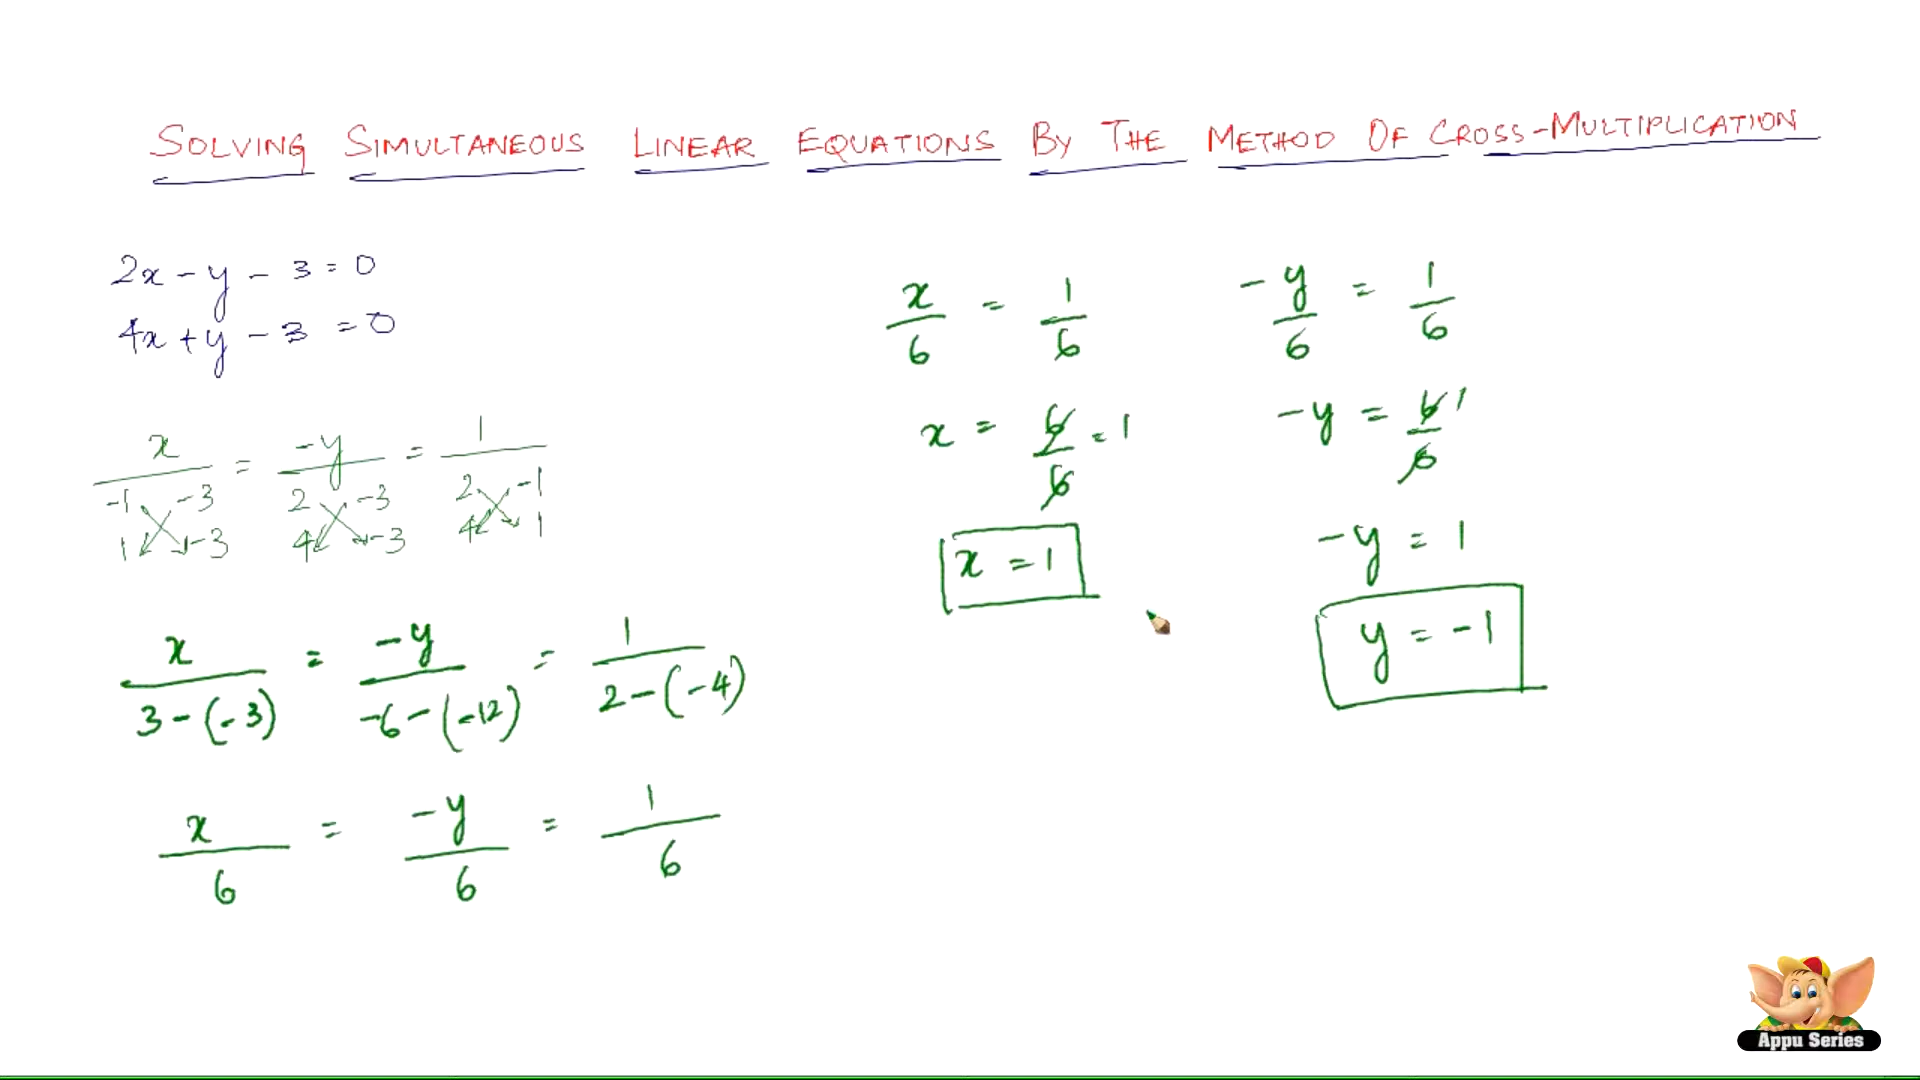 SOLVING SIMULTANEOUS LINEAR EQUATIONS BY THE METHOD OF CROSS-MULTIPLICATION
2x - y - 3 = 0
4x + y - 3 = 0
x = -y = 1
-1 -3 2 -3 2 -1
1 -3 4 -3 4 1
x = -y = 1
3-(-3) -6-(-12) 2-(-4)
x = -y = 1
6 6 6
x = 1
6 6
x = 6 = 1
6
x = 1
-y = 1
6 6
-y = 6 1
6
-y = 1
y = -1
Appu Series